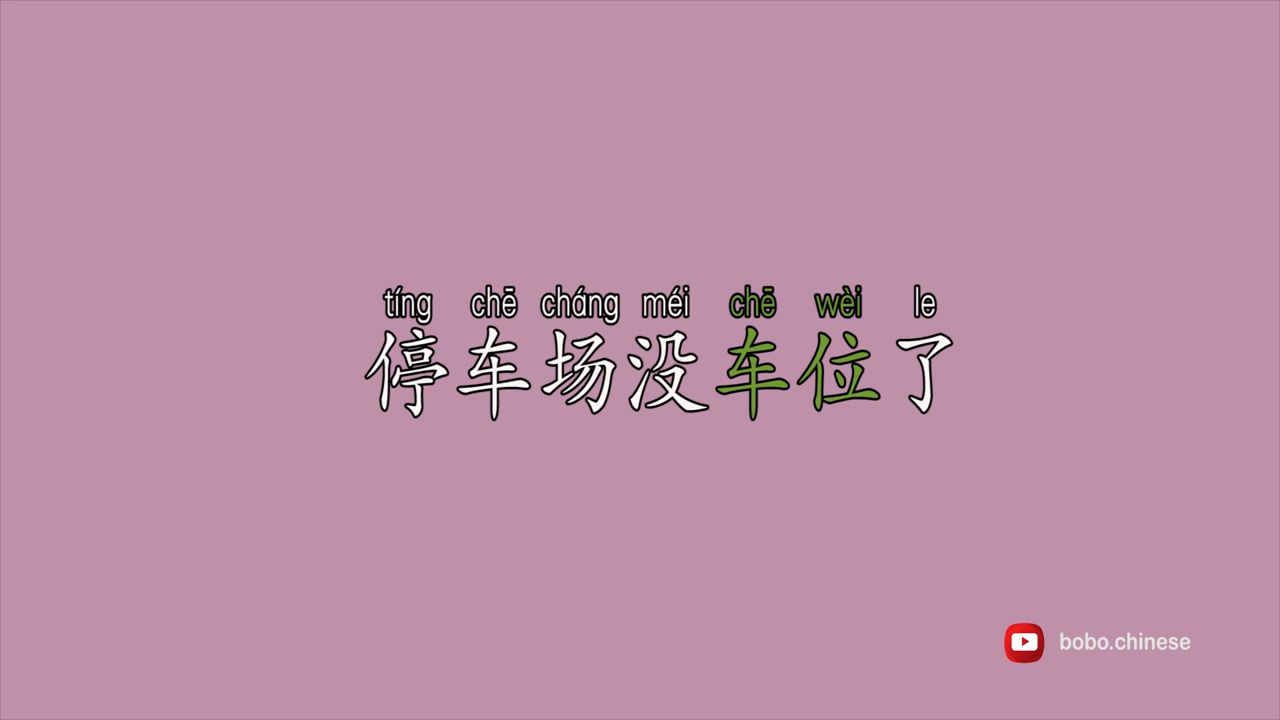 tíng chē cháng méi chē wèi le
停车场没车位了
bobo.chinese